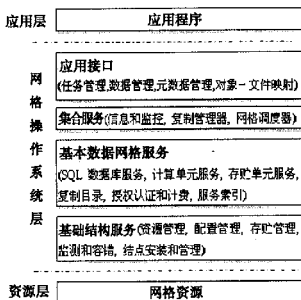 应用层
应用程序
网格操作系统层
应用接口
(任务管理,数据管理,元数据管理,对象-文件映射)
集合服务(信息和监控, 复制管理器, 网格调度器)
基本数据网格服务
(SQL 数据库服务, 计算单元服务, 存贮单元服务,
复制目录, 授权认证和计费, 服务索引)
基础结构服务(资源管理, 配置管理, 存贮管理,
监测和容错, 结点安装和管理)
资源层
网格资源